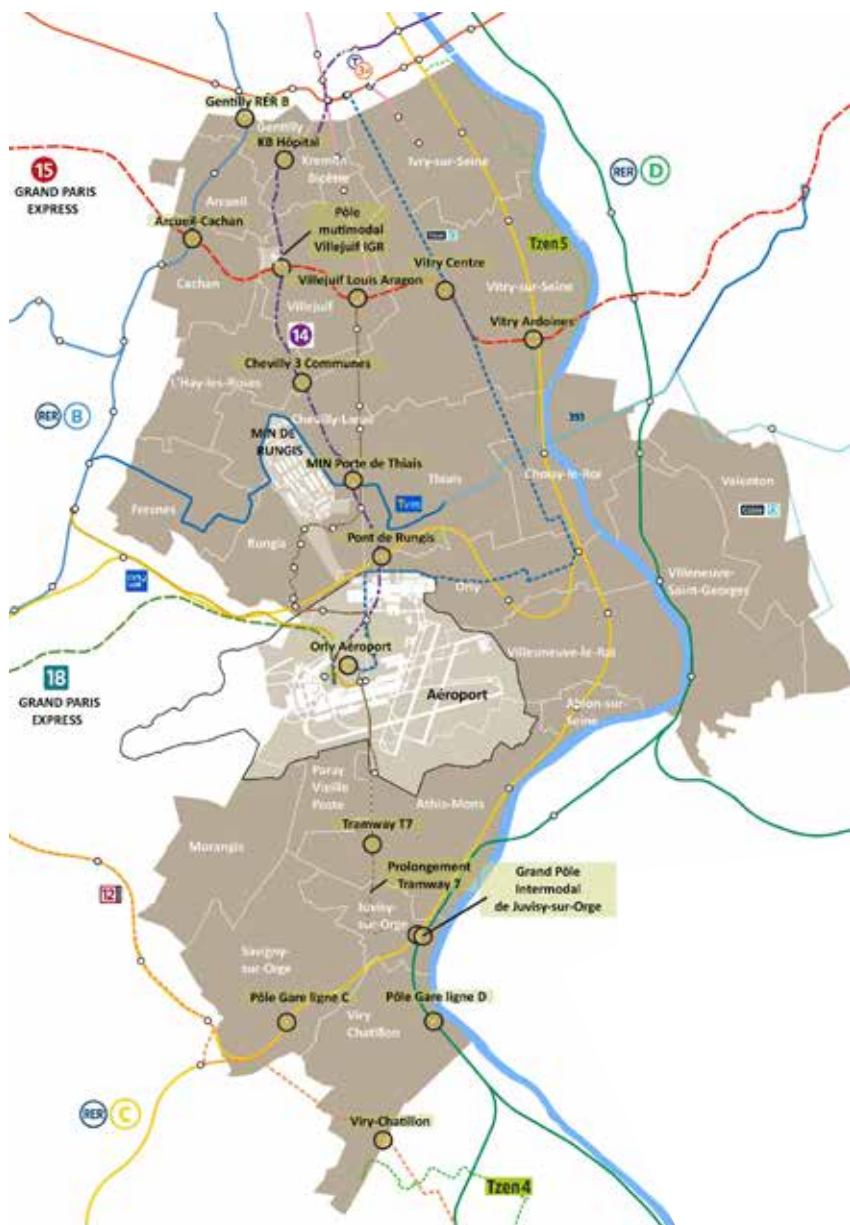 T
3a
Gentilly RER B
Gentilly
KB Hôpital
Kremlin
Bicêtre
Ivry-sur-Seine
15
GRAND PARIS
EXPRESS
Arcueil
Arcueil-Cachan
Pôle
mutimodal
Villejuif IGR
RER D
Tzen 5
Vitry Centre
Villejuif Louis Aragon
Cachan
Villejuif
Vitry-sur-Seine
Vitry Ardoines
14
Chevilly 3 Communes
L'Hay-les-Roses
Chevilly-Larue
RER B
393
MIN DE
RUNGIS
MIN Porte de Thiais
Thiais
Choisy-le-Roi
Valenton
Fresnes
Tvm
Rungis
Pont de Rungis
Orly
Villeneuve-
Saint-Georges
Villeneuve-le-Roi
Orly Aéroport
18
GRAND PARIS
EXPRESS
Aéroport
Ablon-sur-
Seine
Paray
Vieille
Poste
Athis-Mons
Morangis
Tramway T7
Prolongement
Tramway 7
Grand Pôle
Intermodal
de Juvisy-sur-Orge
12
Juvisy-
sur-Orge
Savigny-
sur-Orge
Pôle Gare ligne C
Pôle Gare ligne D
Viry
Chatillon
RER C
Viry-Chatillon
Tzen 4